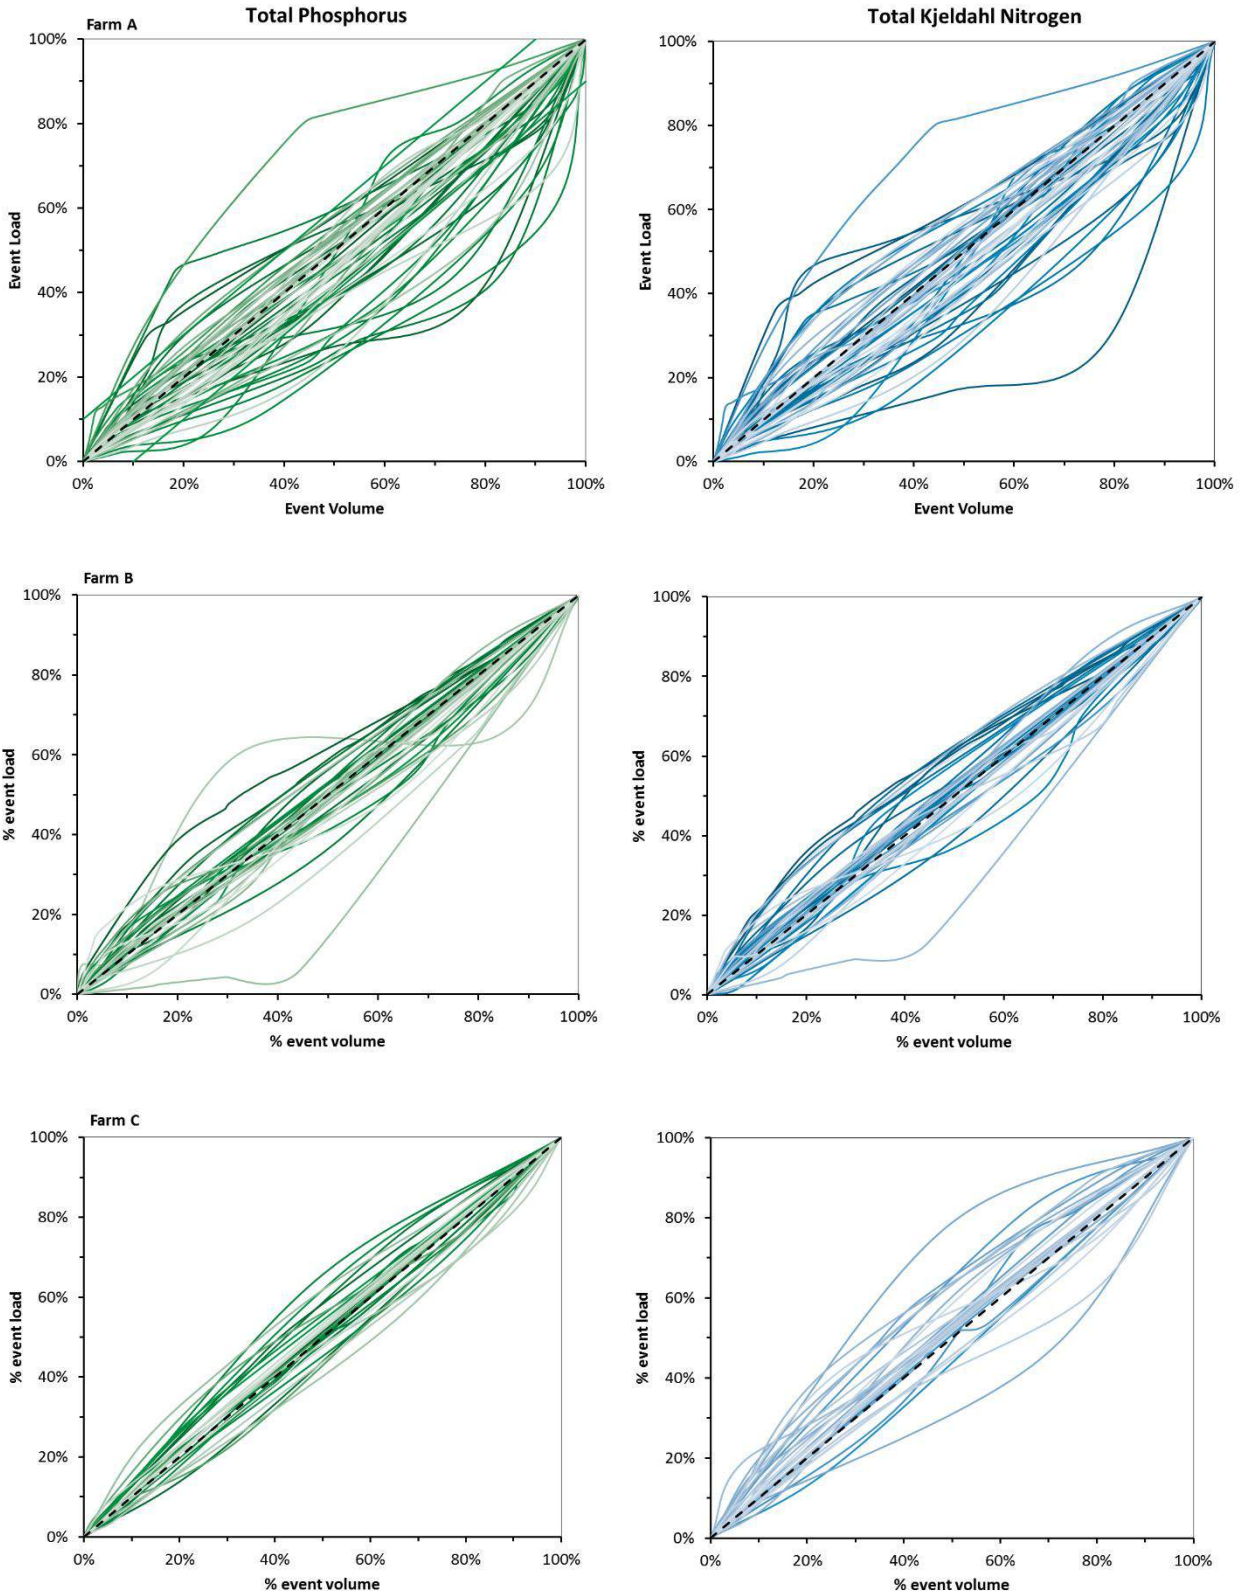 Total Phosphorus
Total Kjeldahl Nitrogen
Farm A
100%
80%
60%
40%
20%
0%
Event Load
0% 20% 40% 60% 80% 100%
Event Volume
100%
80%
60%
40%
20%
0%
Event Load
0% 20% 40% 60% 80% 100%
Event Volume
Farm B
100%
80%
60%
40%
20%
0%
% event load
0% 20% 40% 60% 80% 100%
% event volume
100%
80%
60%
40%
20%
0%
% event load
0% 20% 40% 60% 80% 100%
% event volume
Farm C
100%
80%
60%
40%
20%
0%
% event load
0% 20% 40% 60% 80% 100%
% event volume
100%
80%
60%
40%
20%
0%
% event load
0% 20% 40% 60% 80% 100%
% event volume